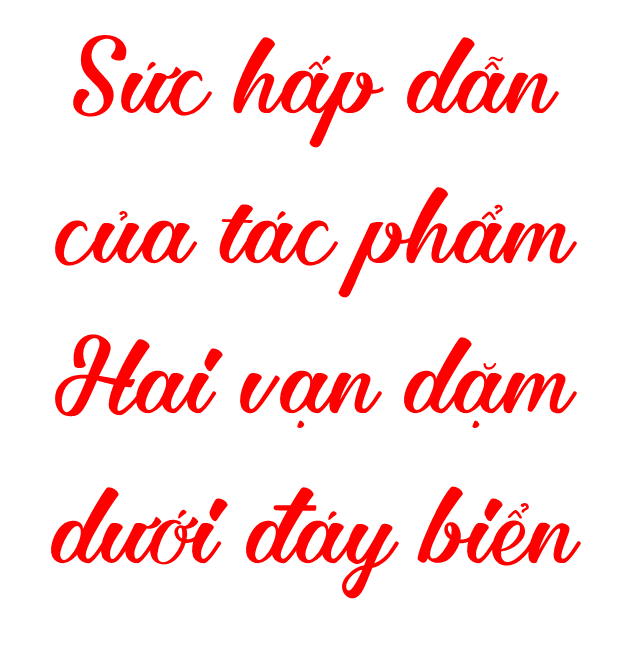 Sức hấp dẫn
của tác phẩm
Hai vạn dặm
dưới đáy biển